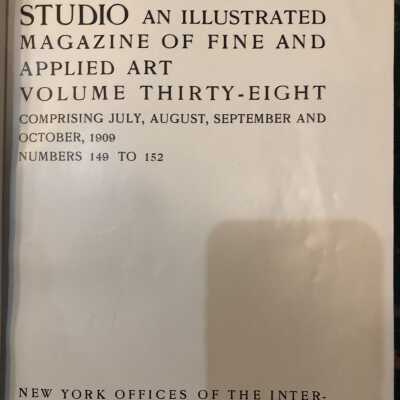 STUDIO AN ILLUSTRATED
MAGAZINE OF FINE AND
APPLIED ART
VOLUME THIRTY-EIGHT
COMPRISING JULY, AUGUST, SEPTEMBER AND
OCTOBER, 1909
NUMBERS 149 TO 152
NEW YORK OFFICES OF THE INTER-